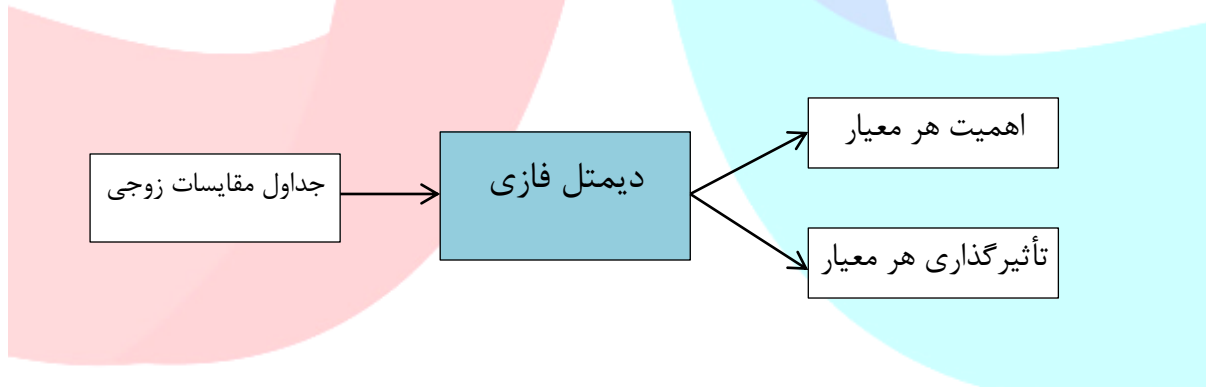 جداول مقایسات زوجی
دیمتل فازی
اهمیت هر معیار
تأثیرگذاری هر معیار